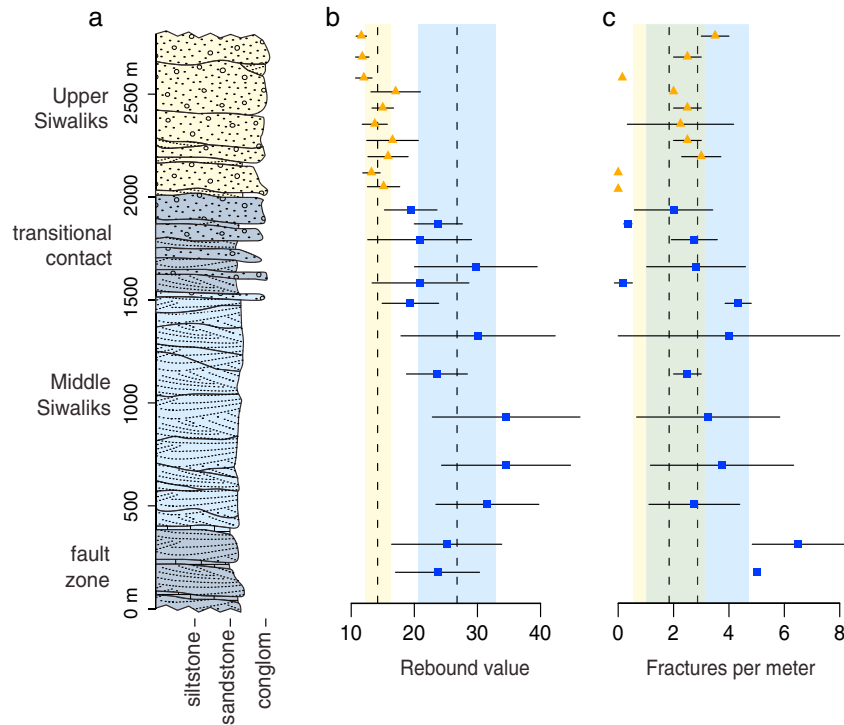 a
b
c
Upper
Siwaliks
transitional
contact
Middle
Siwaliks
fault
zone
2500 m
2000
1500
1000
500
0 m
siltstone
sandstone
conglom
10 20 30 40
Rebound value
0 2 4 6 8
Fractures per meter